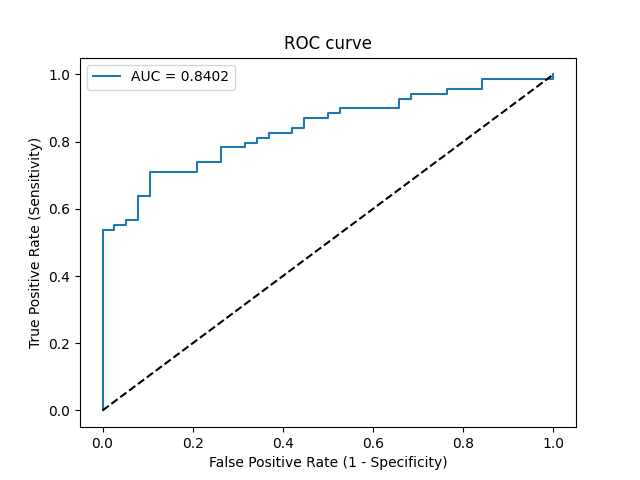 ROC curve
AUC = 0.8402
1.0
0.8
0.6
0.4
0.2
0.0
True Positive Rate (Sensitivity)
0.0 0.2 0.4 0.6 0.8 1.0
False Positive Rate (1 - Specificity)